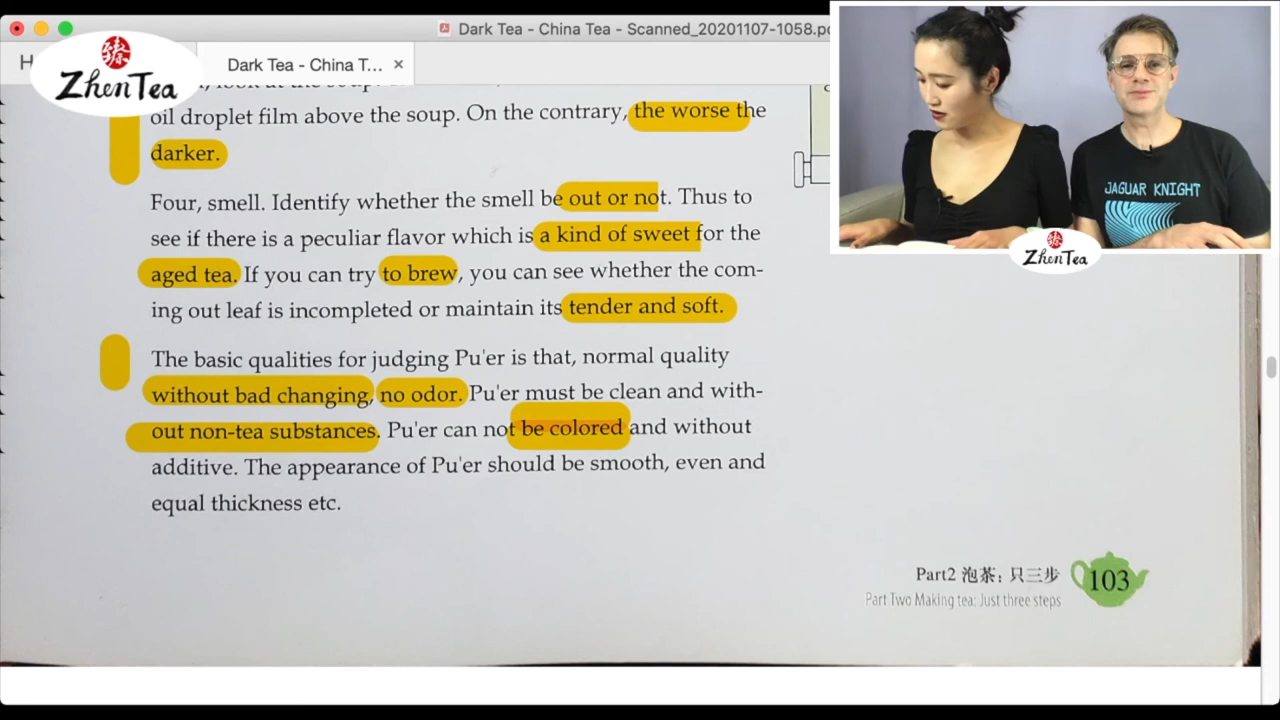 Dark Tea - China Tea - Scanned_20201107-1058.p
Dark Tea - China T... ×
臻
ZhenTea
oil droplet film above the soup. On the contrary, the worse the
darker.
Four, smell. Identify whether the smell be out or not. Thus to
see if there is a peculiar flavor which is a kind of sweet for the
aged tea. If you can try to brew, you can see whether the com-
ing out leaf is incompleted or maintain its tender and soft.
The basic qualities for judging Pu'er is that, normal quality
without bad changing, no odor. Pu'er must be clean and with-
out non-tea substances. Pu'er can not be colored and without
additive. The appearance of Pu'er should be smooth, even and
equal thickness etc.
Part2 泡茶：只三步
Part Two Making tea: Just three steps
103
JAGUAR KNIGHT
臻
ZhenTea